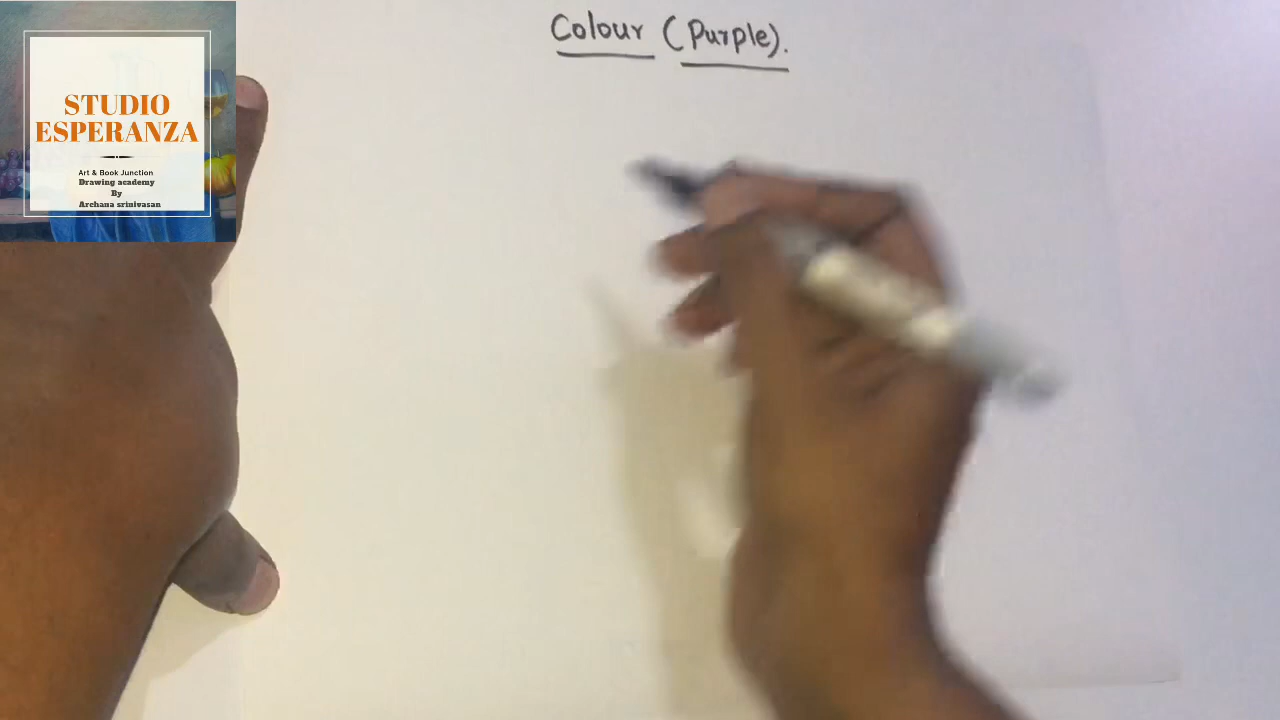 Colour (Purple).
STUDIO
ESPERANZA
Art & Book Junction
Drawing academy
By
Archana srinivasan